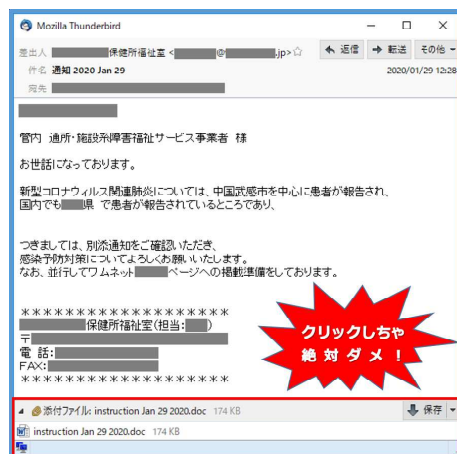 Mozilla Thunderbird
差出人 保健所福祉室 < @ .jp>☆ 返信 転送 その他
件名 通知 2020 Jan 29 2020/01/29 12:28
宛先
管内 通所・施設系障害福祉サービス事業者 様
お世話になっております。
新型コロナウィルス関連肺炎については、中国武感市を中心に患者が報告され、
国内でも 県 で患者が報告されているところであり、
つきましては、別添通知をご確認いただき、
感染予防対策についてよろしくお願いいたします。
なお、並行してワムネット ページへの掲載準備をしております。
＊＊＊＊＊＊＊＊＊＊＊＊＊＊＊＊＊＊
保健所福祉室(担当: )
〒
電 話:
FAX:
＊＊＊＊＊＊＊＊＊＊＊＊＊＊＊＊＊＊
クリックしちゃ
絶対ダメ！
添付ファイル: instruction Jan 29 2020.doc 174 KB 保存
instruction Jan 29 2020.doc 174 KB